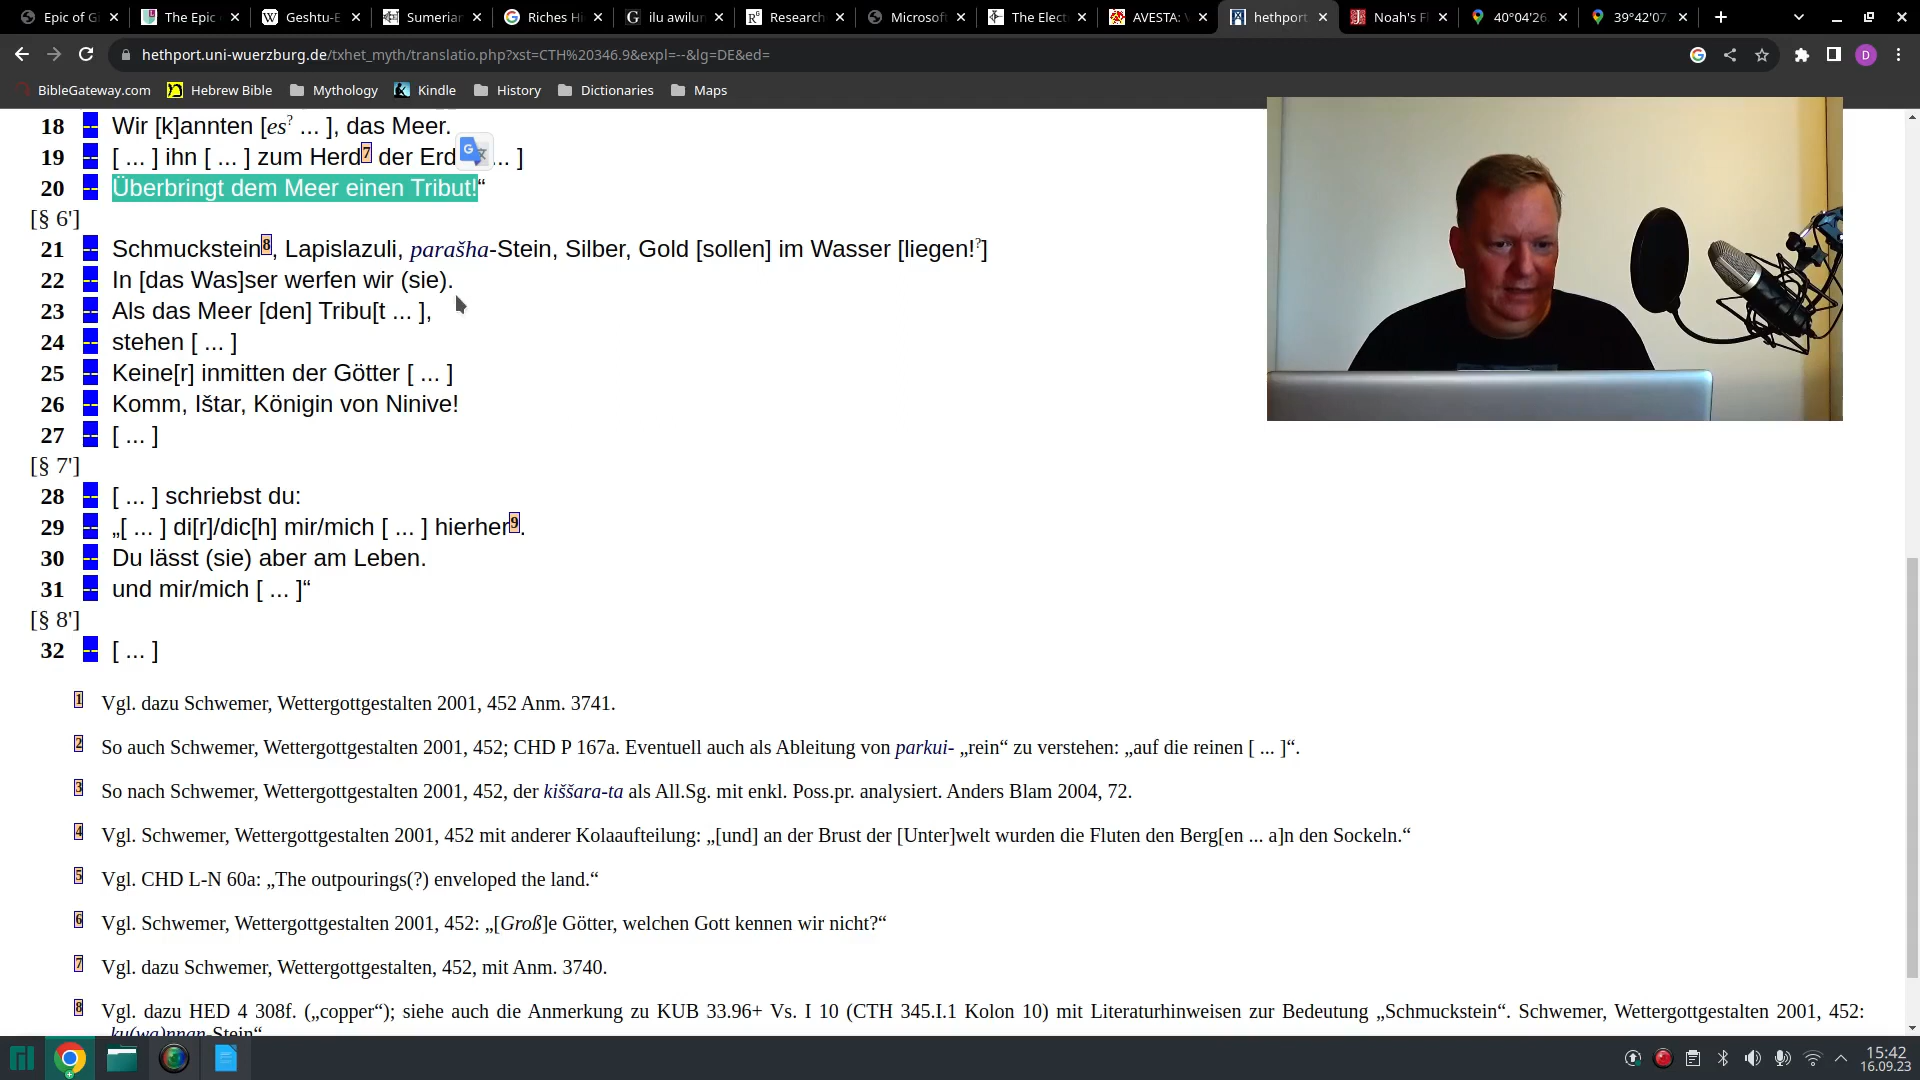 Epic of G
The Epic
Geshtu-E
Sumerian
Riches Hi
ilu awilun
Research
Microsof
The Elect
AVESTA: V
hethport
Noah's Fl
40°04'26
39°42'07
hethport.uni-wuerzburg.de/txhet_myth/translatio.php?xst=CTH%20346.9&expl=--&lg=DE&ed=
D
BibleGateway.com
Hebrew Bible
Mythology
Kindle
History
Dictionaries
Maps
18 Wir [k]annten [es? ... ], das Meer.
19 [ ... ] ihn [ ... ] zum Herd7 der Erd ... ]
20 Überbringt dem Meer einen Tribut!“
[§ 6']
21 Schmuckstein8, Lapislazuli, parašha-Stein, Silber, Gold [sollen] im Wasser [liegen!?]
22 In [das Was]ser werfen wir (sie).
23 Als das Meer [den] Tribu[t ... ],
24 stehen [ ... ]
25 Keine[r] inmitten der Götter [ ... ]
26 Komm, Ištar, Königin von Ninive!
27 [ ... ]
[§ 7']
28 [ ... ] schriebst du:
29 „[ ... ] di[r]/dic[h] mir/mich [ ... ] hierher9.
30 Du lässt (sie) aber am Leben.
31 und mir/mich [ ... ]“
[§ 8']
32 [ ... ]
1 Vgl. dazu Schwemer, Wettergottgestalten 2001, 452 Anm. 3741.
2 So auch Schwemer, Wettergottgestalten 2001, 452; CHD P 167a. Eventuell auch als Ableitung von parkui- „rein“ zu verstehen: „auf die reinen [ ... ]“.
3 So nach Schwemer, Wettergottgestalten 2001, 452, der kiššara-ta als All.Sg. mit enkl. Poss.pr. analysiert. Anders Blam 2004, 72.
4 Vgl. Schwemer, Wettergottgestalten 2001, 452 mit anderer Kolaaufteilung: „[und] an der Brust der [Unter]welt wurden die Fluten den Berg[en ... a]n den Sockeln.“
5 Vgl. CHD L-N 60a: „The outpourings(?) enveloped the land.“
6 Vgl. Schwemer, Wettergottgestalten 2001, 452: „[Groß]e Götter, welchen Gott kennen wir nicht?“
7 Vgl. dazu Schwemer, Wettergottgestalten, 452, mit Anm. 3740.
8 Vgl. dazu HED 4 308f. („copper“); siehe auch die Anmerkung zu KUB 33.96+ Vs. I 10 (CTH 345.I.1 Kolon 10) mit Literaturhinweisen zur Bedeutung „Schmuckstein“. Schwemer, Wettergottgestalten 2001, 452:
ku(wa)nnan-Stein“
15:42
16.09.23